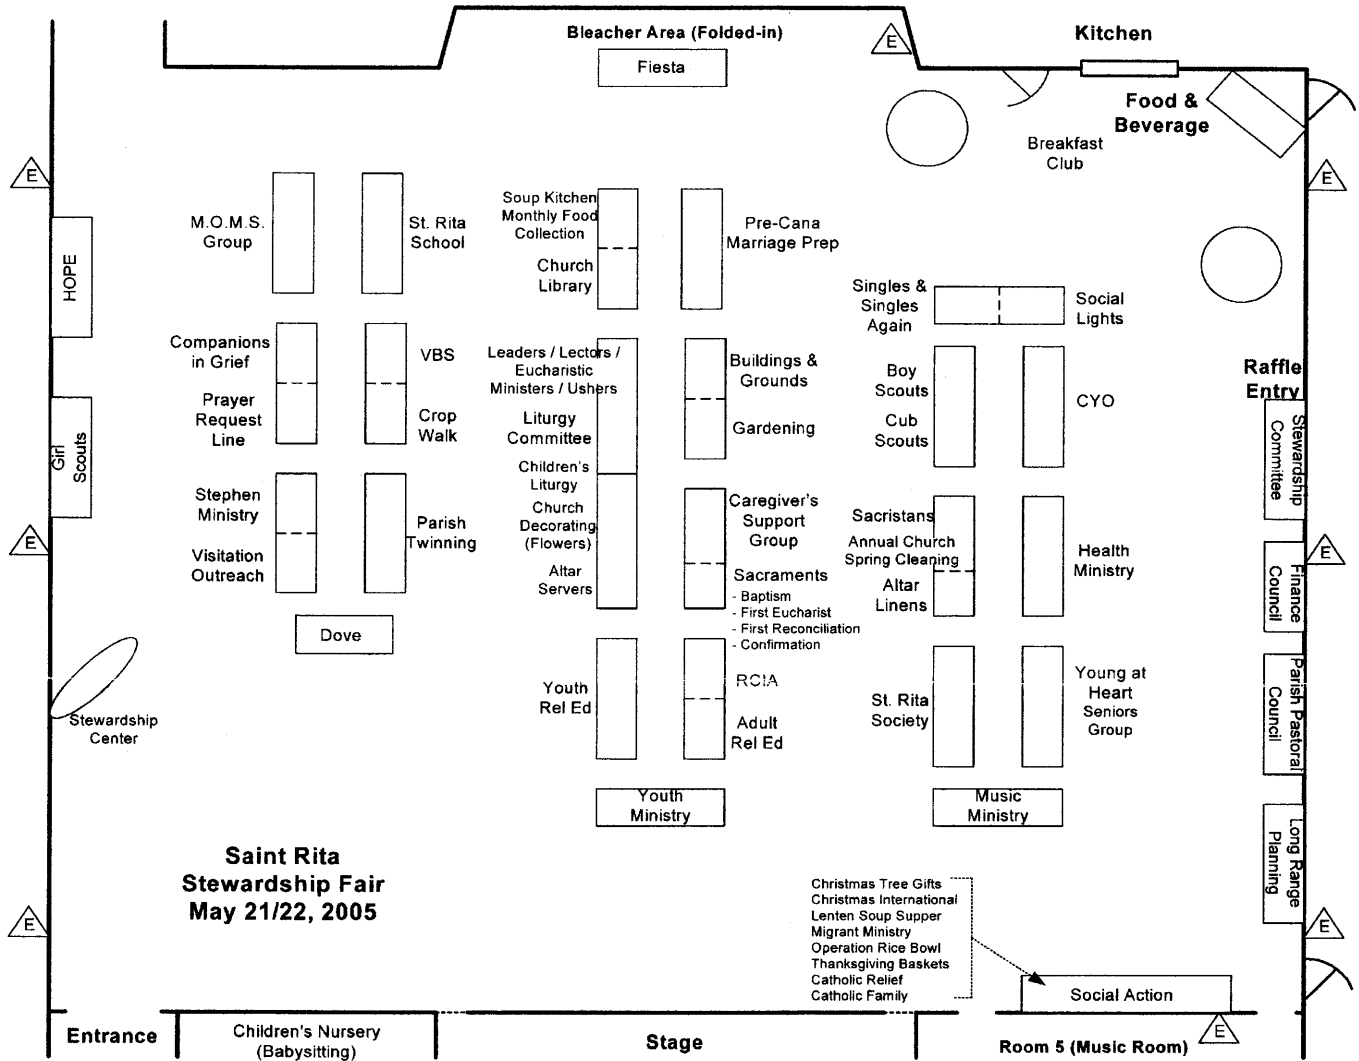 Bleacher Area (Folded-in)
Fiesta
E
Kitchen
Food &
Beverage
Breakfast
Club
E
E
HOPE
Girl
Scouts
E
M.O.M.S.
Group
St. Rita
School
Companions
in Grief
Prayer
Request
Line
VBS
Crop
Walk
Stephen
Ministry
Visitation
Outreach
Parish
Twinning
Dove
Stewardship
Center
Soup Kitchen
Monthly Food
Collection
Church
Library
Pre-Cana
Marriage Prep
Leaders / Lectors /
Eucharistic
Ministers / Ushers
Liturgy
Committee
Children's
Liturgy
Church
Decorating
(Flowers)
Altar
Servers
Buildings &
Grounds
Gardening
Caregiver's
Support
Group
Sacraments
- Baptism
- First Eucharist
- First Reconciliation
- Confirmation
Youth
Rel Ed
RCIA
Adult
Rel Ed
Youth
Ministry
Singles &
Singles
Again
Social
Lights
Boy
Scouts
Cub
Scouts
CYO
Sacristans
Annual Church
Spring Cleaning
Altar
Linens
Health
Ministry
St. Rita
Society
Young at
Heart
Seniors
Group
Music
Ministry
Raffle
Entry
Stewardship
Committee
E
Finance
Council
Parish Pastoral
Council
Long Range
Planning
Saint Rita
Stewardship Fair
May 21/22, 2005
E
E
Christmas Tree Gifts
Christmas International
Lenten Soup Supper
Migrant Ministry
Operation Rice Bowl
Thanksgiving Baskets
Catholic Relief
Catholic Family
Social Action
Entrance
Children's Nursery
(Babysitting)
Stage
Room 5 (Music Room)
E